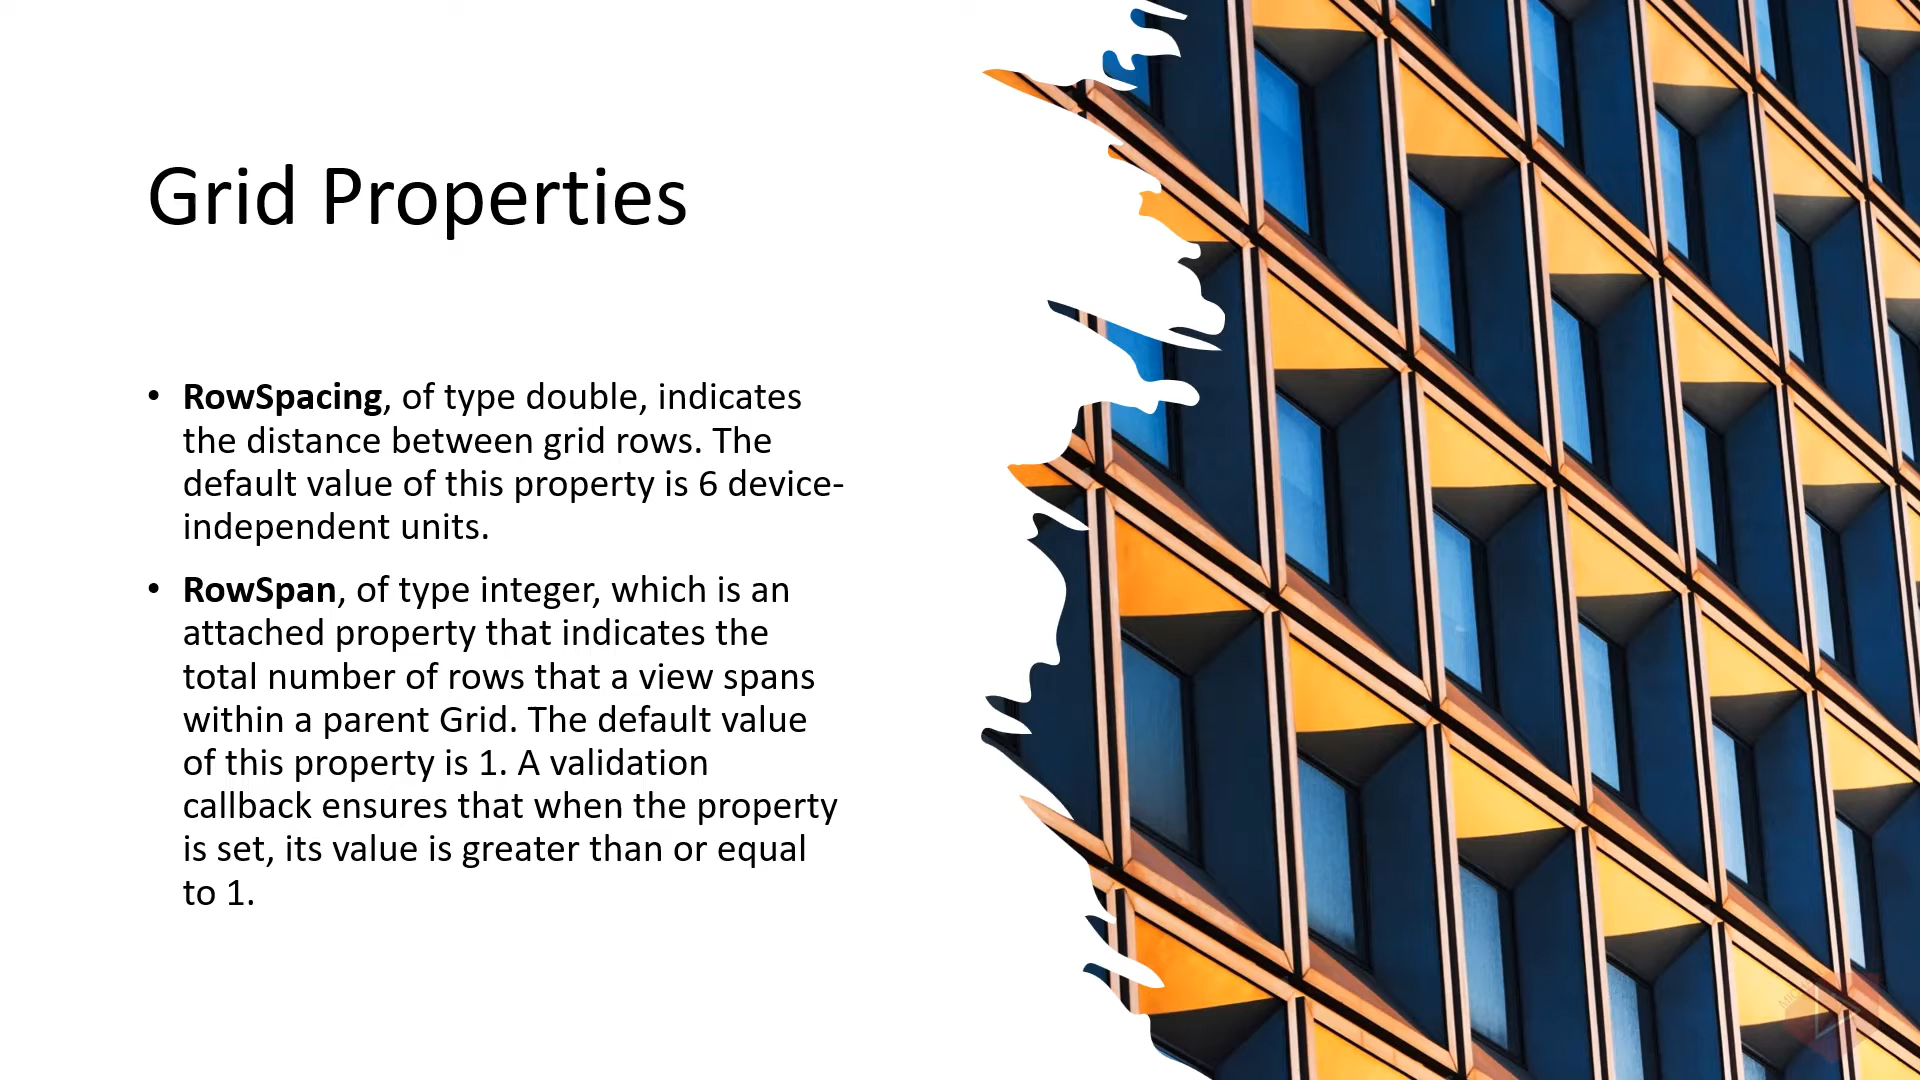 Grid Properties
• RowSpacing, of type double, indicates
the distance between grid rows. The
default value of this property is 6 device-
independent units.
• RowSpan, of type integer, which is an
attached property that indicates the
total number of rows that a view spans
within a parent Grid. The default value
of this property is 1. A validation
callback ensures that when the property
is set, its value is greater than or equal
to 1.